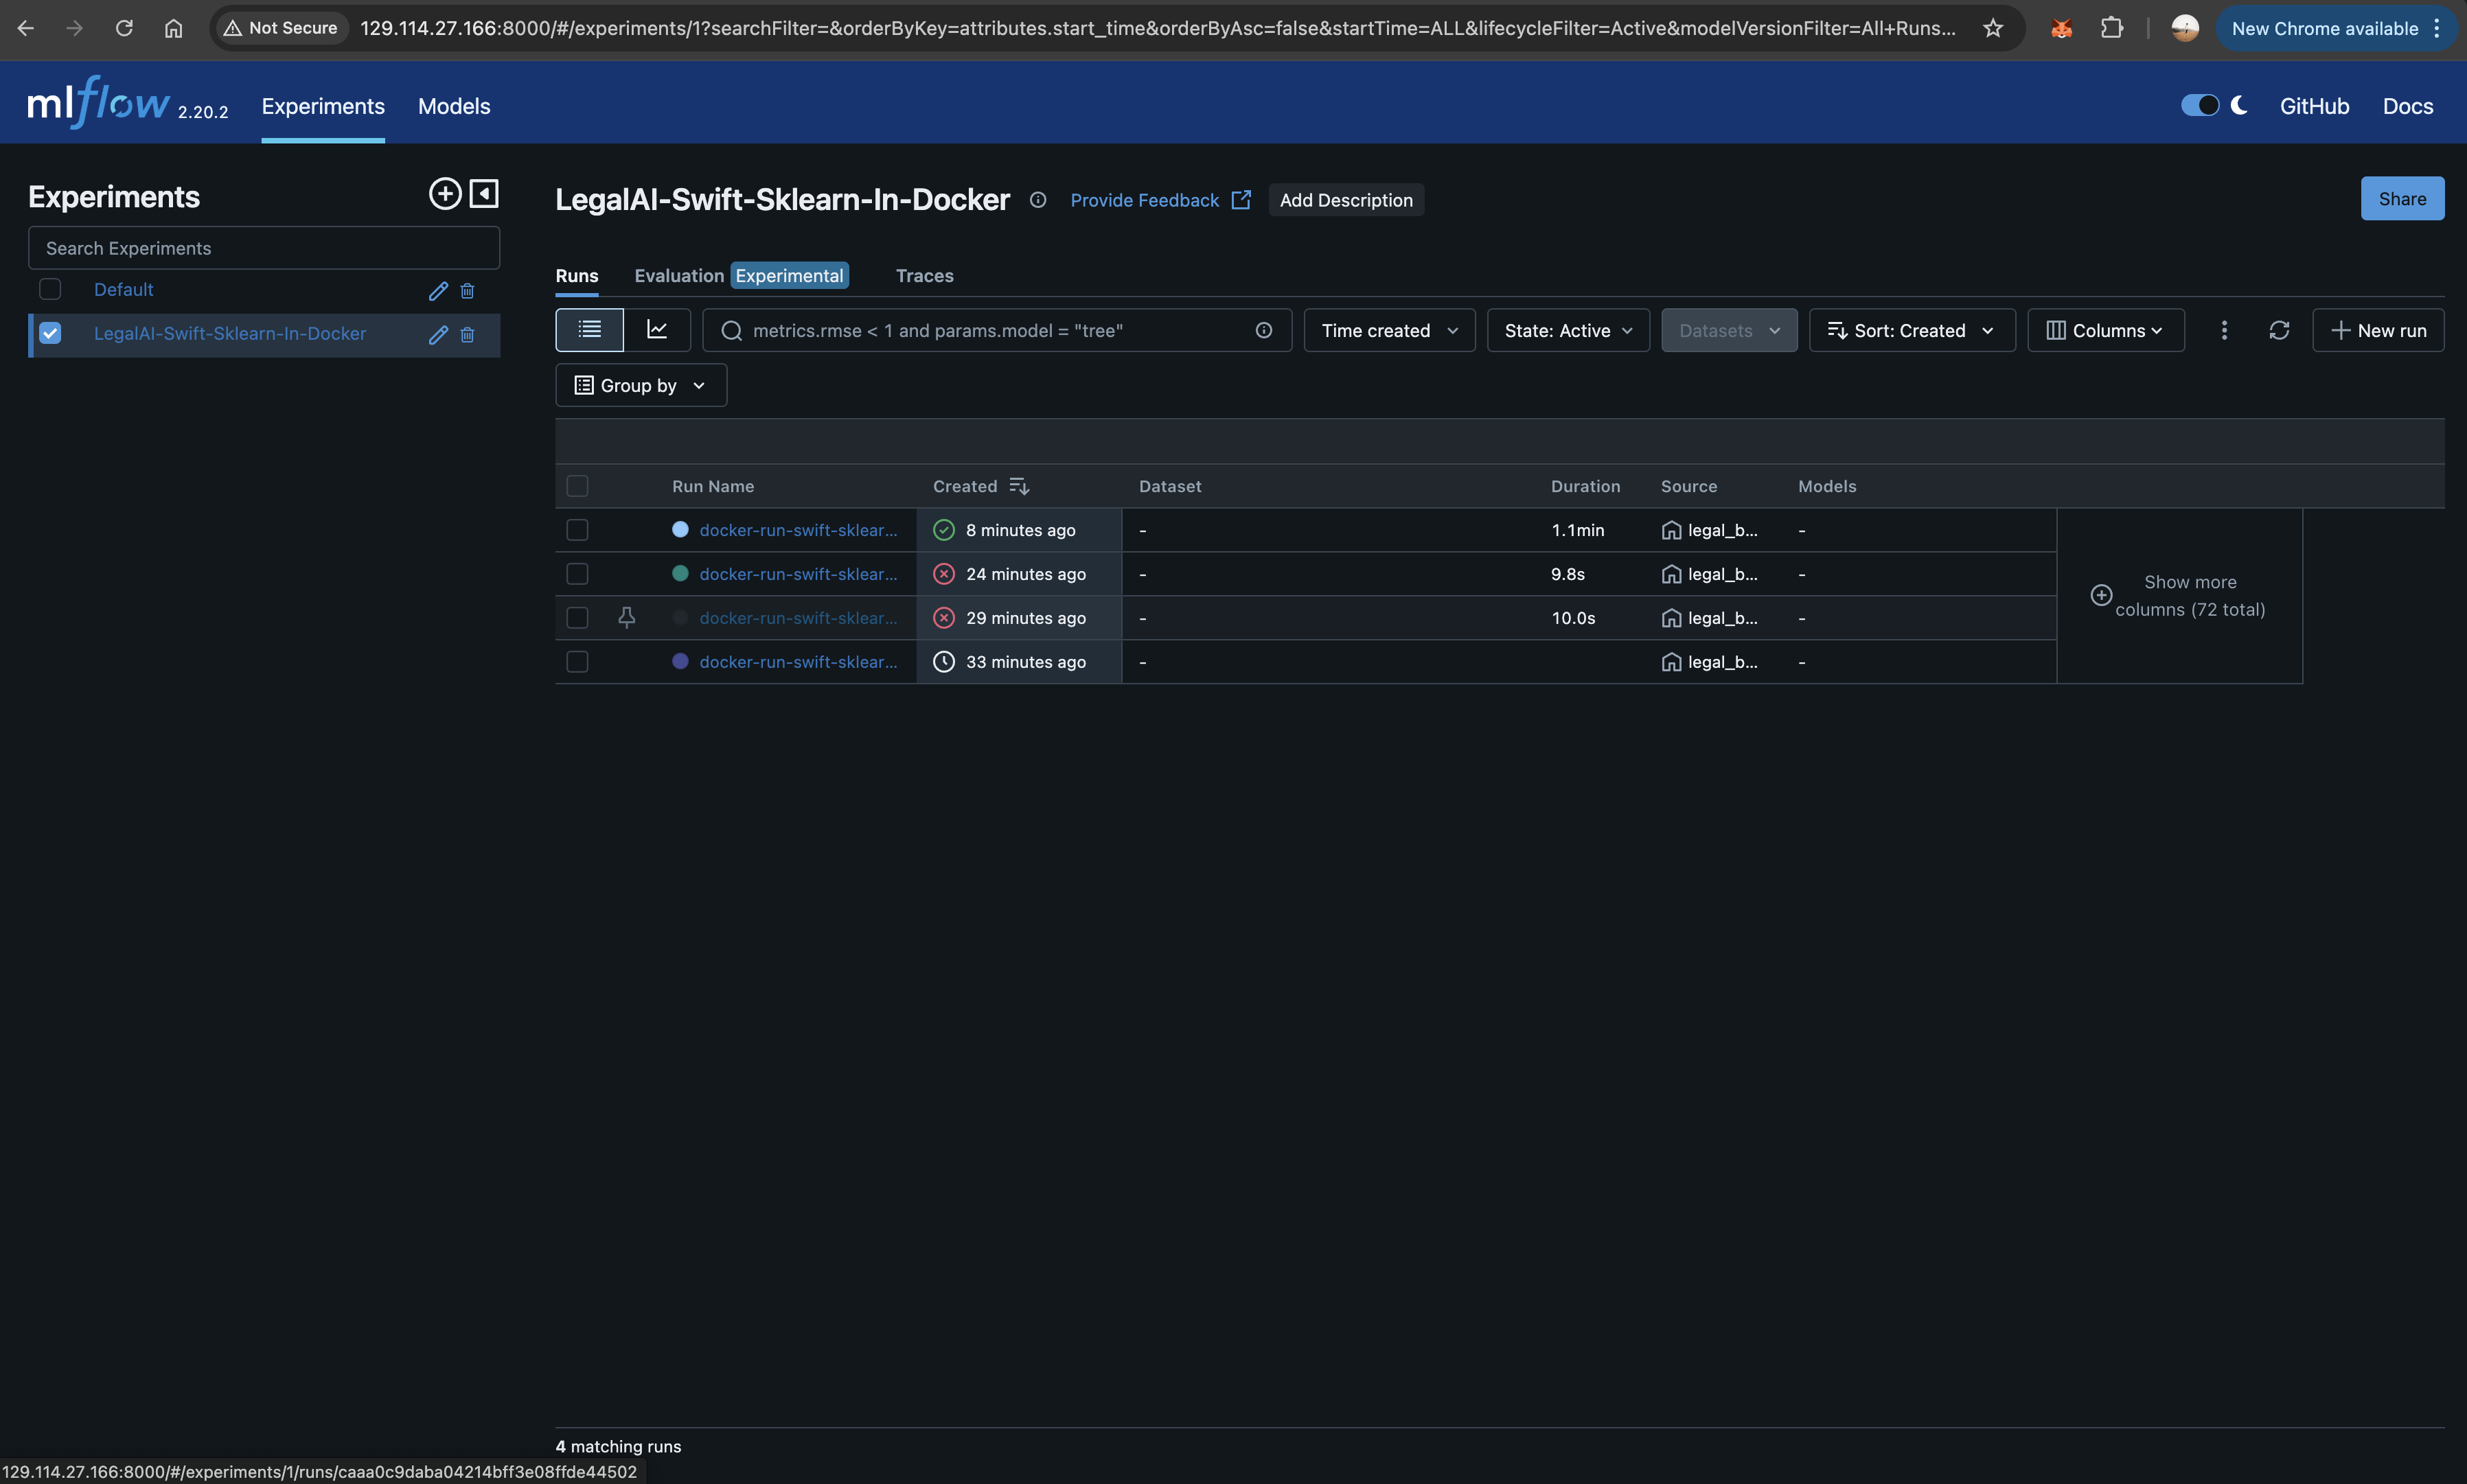 Not Secure 129.114.27.166:8000/#/experiments/1?searchFilter=&orderByKey=attributes.start_time&orderByAsc=false&startTime=ALL&lifecycleFilter=Active&modelVersionFilter=All+Runs... New Chrome available
mlflow 2.20.2 Experiments Models GitHub Docs
Experiments
Search Experiments
Default
LegalAI-Swift-Sklearn-In-Docker
LegalAI-Swift-Sklearn-In-Docker Provide Feedback Add Description Share
Runs Evaluation Experimental Traces
metrics.rmse < 1 and params.model = "tree" Time created State: Active Datasets Sort: Created Columns New run
Group by
Run Name Created Dataset Duration Source Models
docker-run-swift-sklear... 8 minutes ago - 1.1min legal_b... -
docker-run-swift-sklear... 24 minutes ago - 9.8s legal_b... -
docker-run-swift-sklear... 29 minutes ago - 10.0s legal_b... -
docker-run-swift-sklear... 33 minutes ago - legal_b... -
Show more
columns (72 total)
4 matching runs
129.114.27.166:8000/#/experiments/1/runs/caaa0c9daba04214bff3e08ffde44502